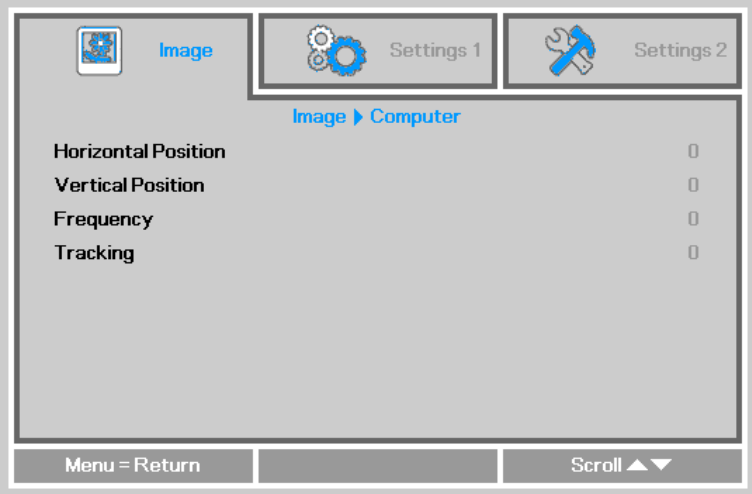 Image
Settings 1
Settings 2
Image ▶ Computer
Horizontal Position 0
Vertical Position 0
Frequency 0
Tracking 0
Menu = Return
Scroll ▲▼